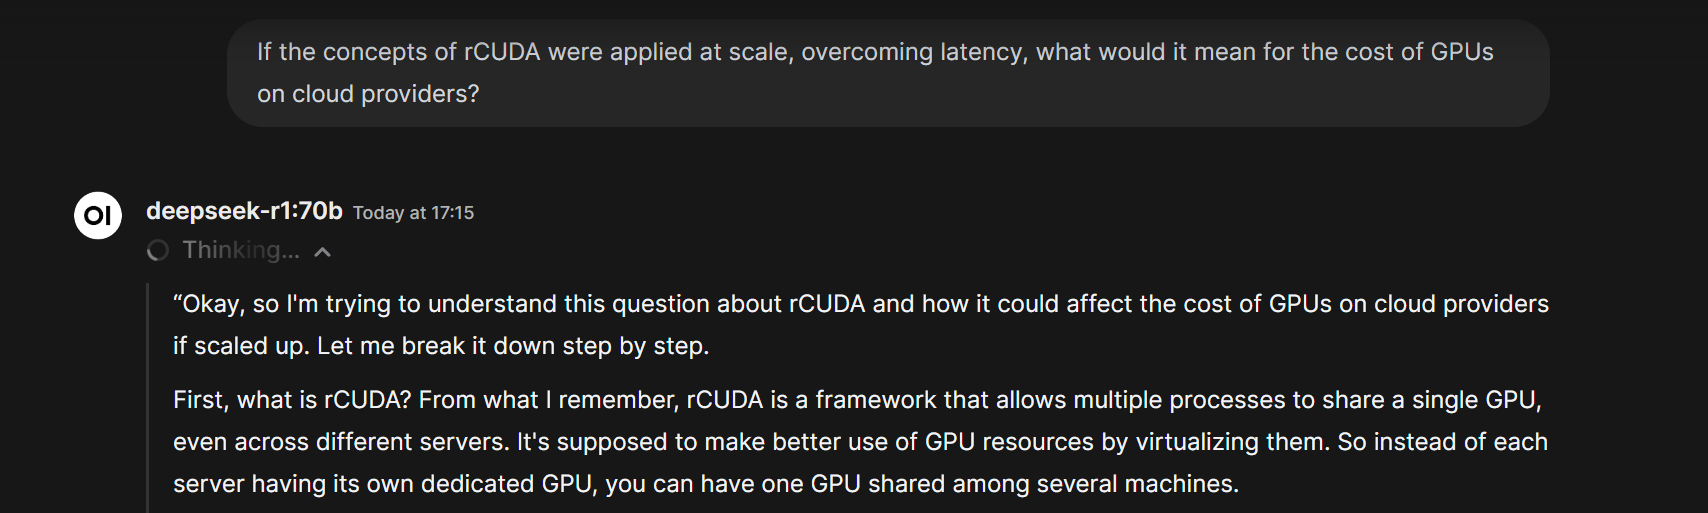 If the concepts of rCUDA were applied at scale, overcoming latency, what would it mean for the cost of GPUs
on cloud providers?
OI
deepseek-r1:70b Today at 17:15
Thinking...
“Okay, so I'm trying to understand this question about rCUDA and how it could affect the cost of GPUs on cloud providers
if scaled up. Let me break it down step by step.
First, what is rCUDA? From what I remember, rCUDA is a framework that allows multiple processes to share a single GPU,
even across different servers. It's supposed to make better use of GPU resources by virtualizing them. So instead of each
server having its own dedicated GPU, you can have one GPU shared among several machines.